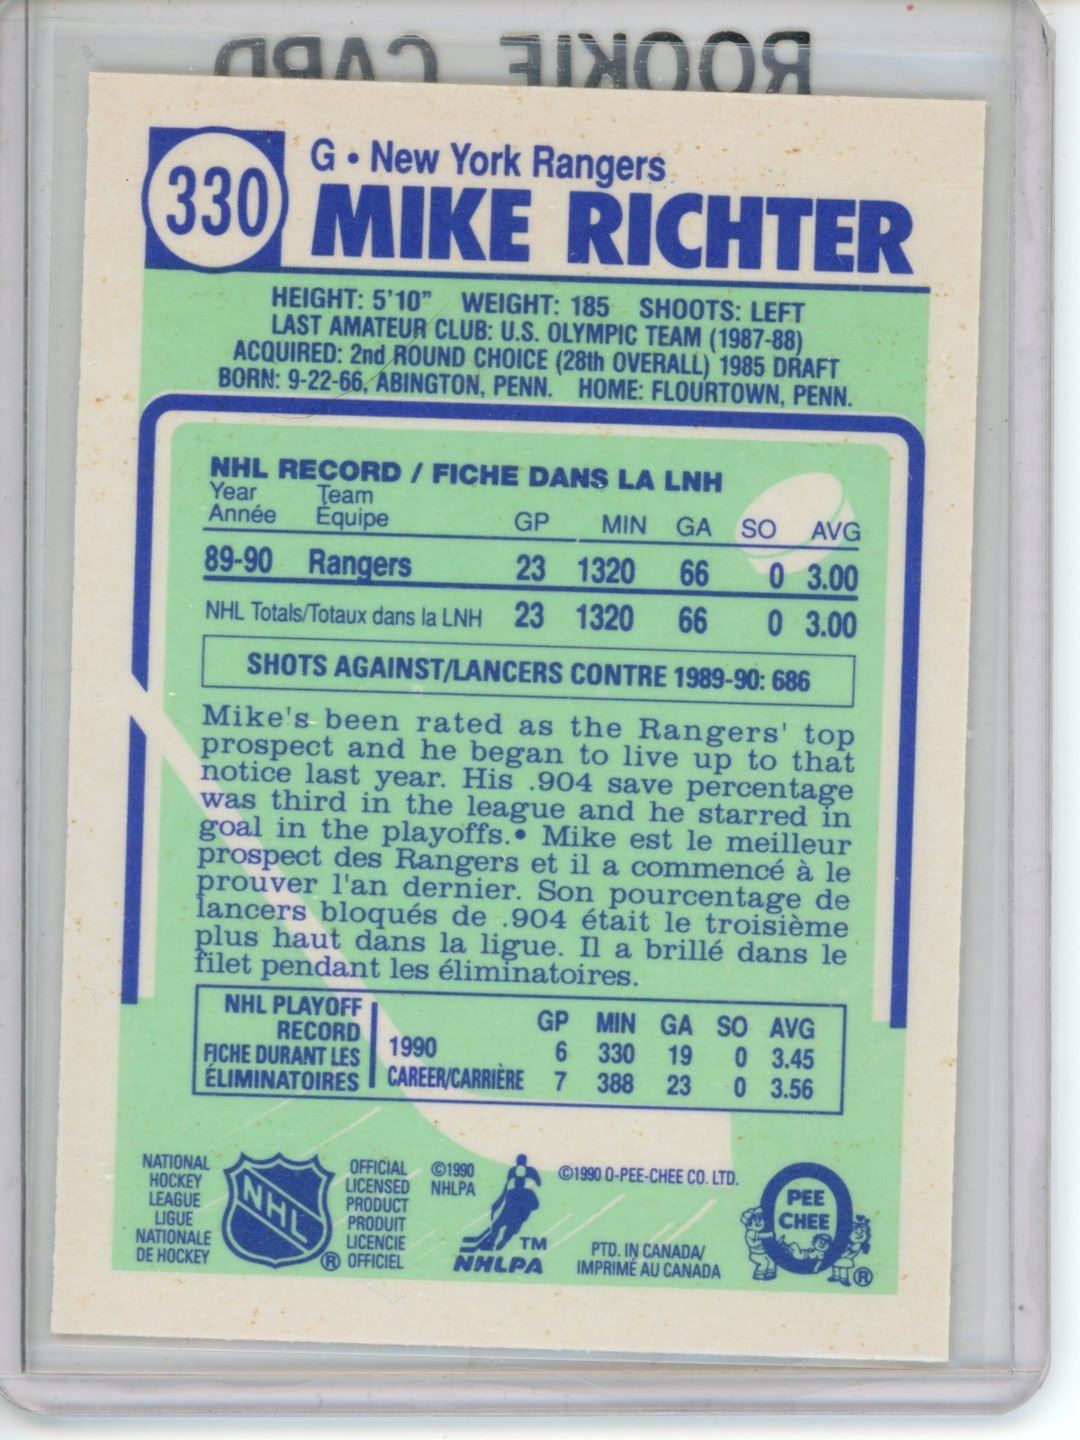 ROOKIE CARD
330
G • New York Rangers
MIKE RICHTER
HEIGHT: 5'10" WEIGHT: 185 SHOOTS: LEFT
LAST AMATEUR CLUB: U.S. OLYMPIC TEAM (1987-88)
ACQUIRED: 2nd ROUND CHOICE (28th OVERALL) 1985 DRAFT
BORN: 9-22-66, ABINGTON, PENN. HOME: FLOURTOWN, PENN.
NHL RECORD / FICHE DANS LA LNH
Year Team
Année Équipe GP MIN GA SO AVG
89-90 Rangers 23 1320 66 0 3.00
NHL Totals/Totaux dans la LNH 23 1320 66 0 3.00
SHOTS AGAINST/LANCERS CONTRE 1989-90: 686
Mike's been rated as the Rangers' top
prospect and he began to live up to that
notice last year. His .904 save percentage
was third in the league and he starred in
goal in the playoffs.• Mike est le meilleur
prospect des Rangers et il a commencé à le
prouver l'an dernier. Son pourcentage de
lancers bloqués de .904 était le troisième
plus haut dans la ligue. Il a brillé dans le
filet pendant les éliminatoires.
NHL PLAYOFF
RECORD
FICHE DURANT LES
ÉLIMINATOIRES
GP MIN GA SO AVG
1990 6 330 19 0 3.45
CAREER/CARRIÈRE 7 388 23 0 3.56
NATIONAL
HOCKEY
LEAGUE
LIGUE
NATIONALE
DE HOCKEY
NHL
®
OFFICIAL
LICENSED
PRODUCT
PRODUIT
LICENCIE
OFFICIEL
©1990
NHLPA
TM
NHLPA
©1990 O-PEE-CHEE CO. LTD.
PTD. IN CANADA/
IMPRIMÉ AU CANADA
O
PEE
CHEE
®